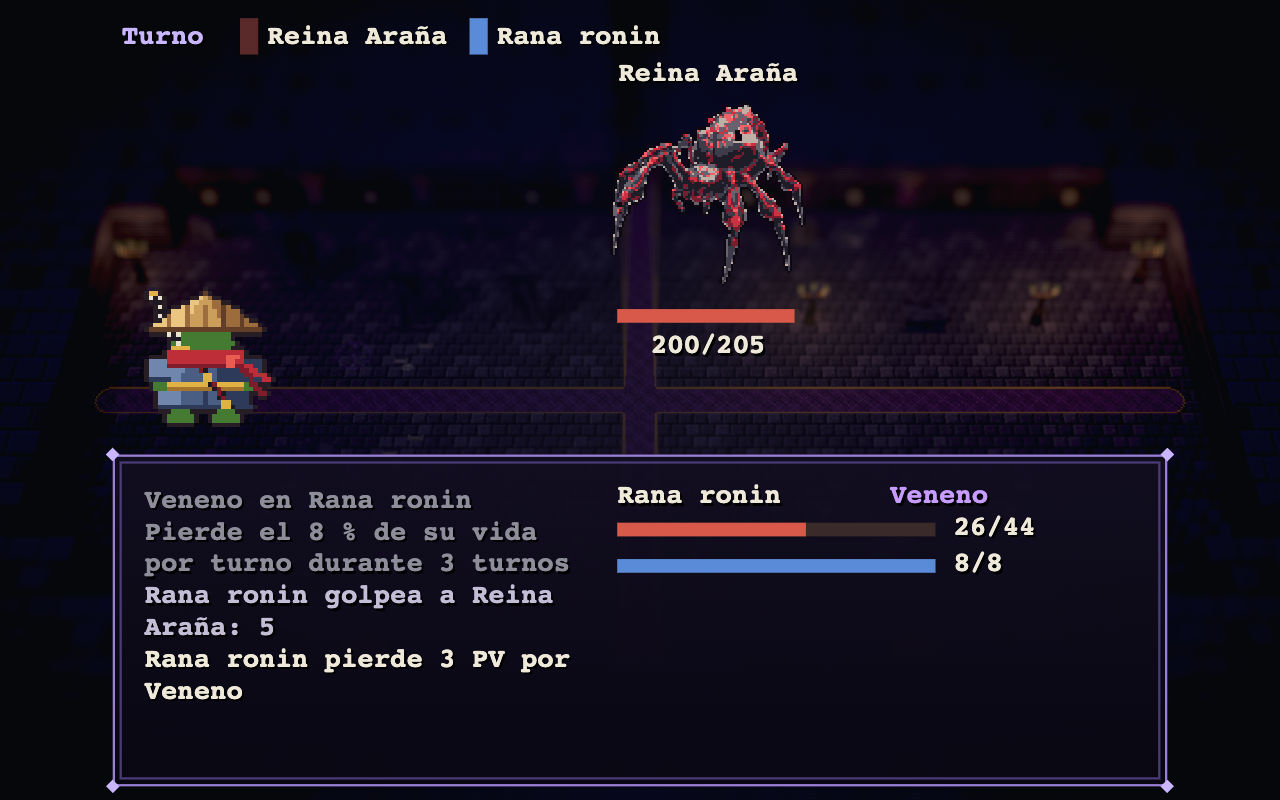 Turno Reina Araña Rana ronin
Reina Araña
200/205
Veneno en Rana ronin
Pierde el 8 % de su vida
por turno durante 3 turnos
Rana ronin golpea a Reina
Araña: 5
Rana ronin pierde 3 PV por
Veneno
Rana ronin Veneno
26/44
8/8